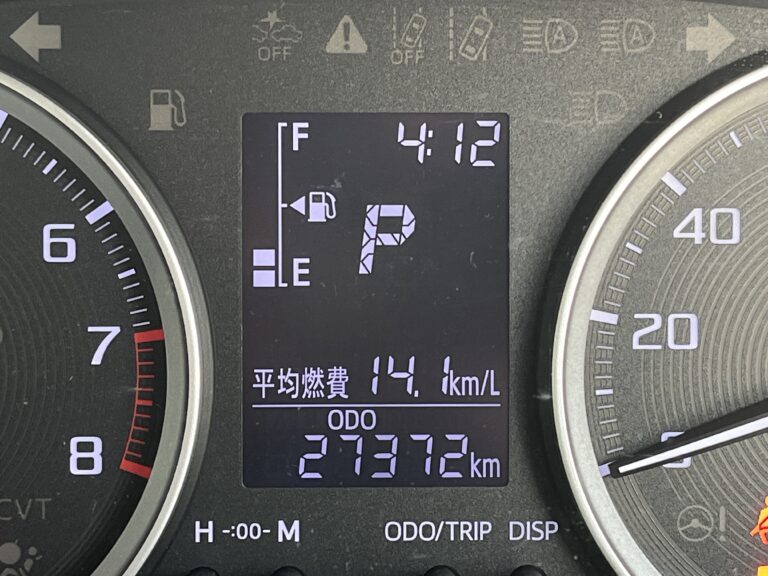 OFF
OFF
A
A
F
4:12
P
E
平均燃費 14.1km/L
ODO
27372km
6
7
8
40
20
0
CVT
H -:00- M
ODO/TRIP DISP